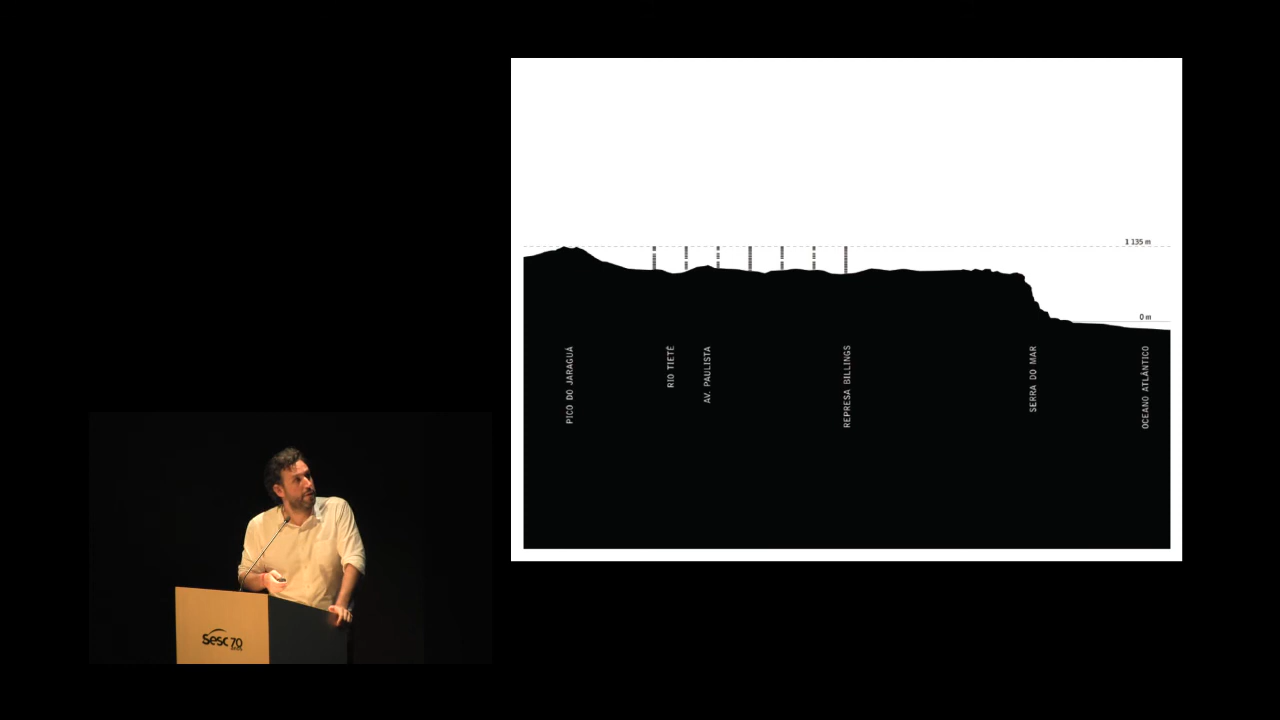 1 135 m
0 m
PICO DO JARAGUÁ
RIO TIETÊ
AV. PAULISTA
REPRESA BILLINGS
SERRA DO MAR
OCEANO ATLÂNTICO
Sesc 70